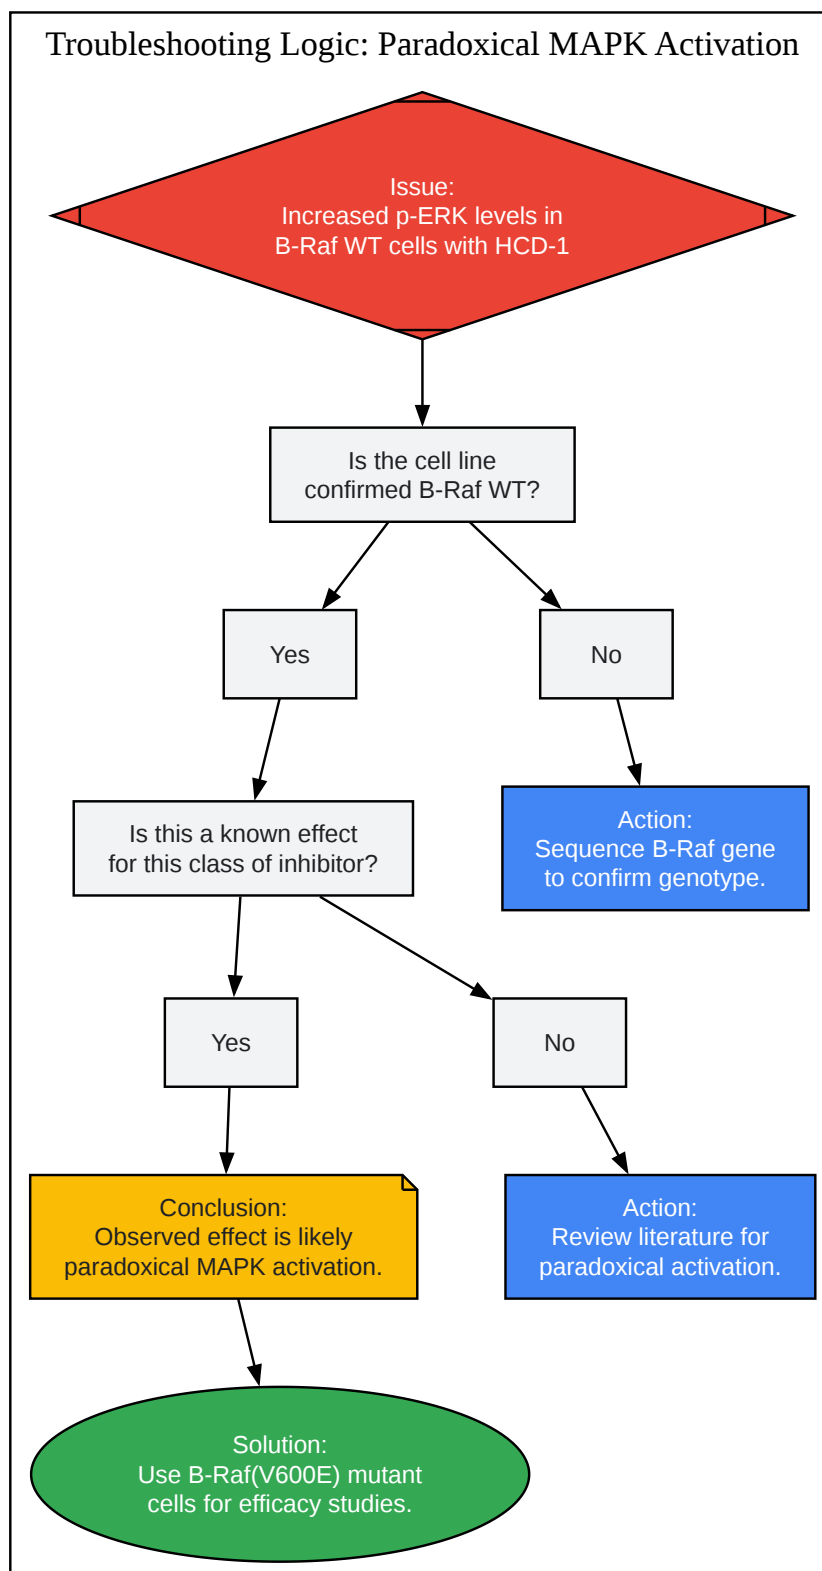 Troubleshooting Logic: Paradoxical MAPK Activation
Issue:
Increased p-ERK levels in
B-Raf WT cells with HCD-1
Is the cell line
confirmed B-Raf WT?
Yes
No
Is this a known effect
for this class of inhibitor?
Action:
Sequence B-Raf gene
to confirm genotype.
Yes
No
Conclusion:
Observed effect is likely
paradoxical MAPK activation.
Action:
Review literature for
paradoxical activation.
Solution:
Use B-Raf(V600E) mutant
cells for efficacy studies.